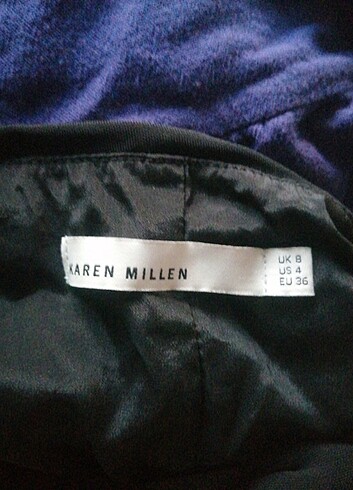 KAREN MILLEN
UK 8
US 4
EU 36